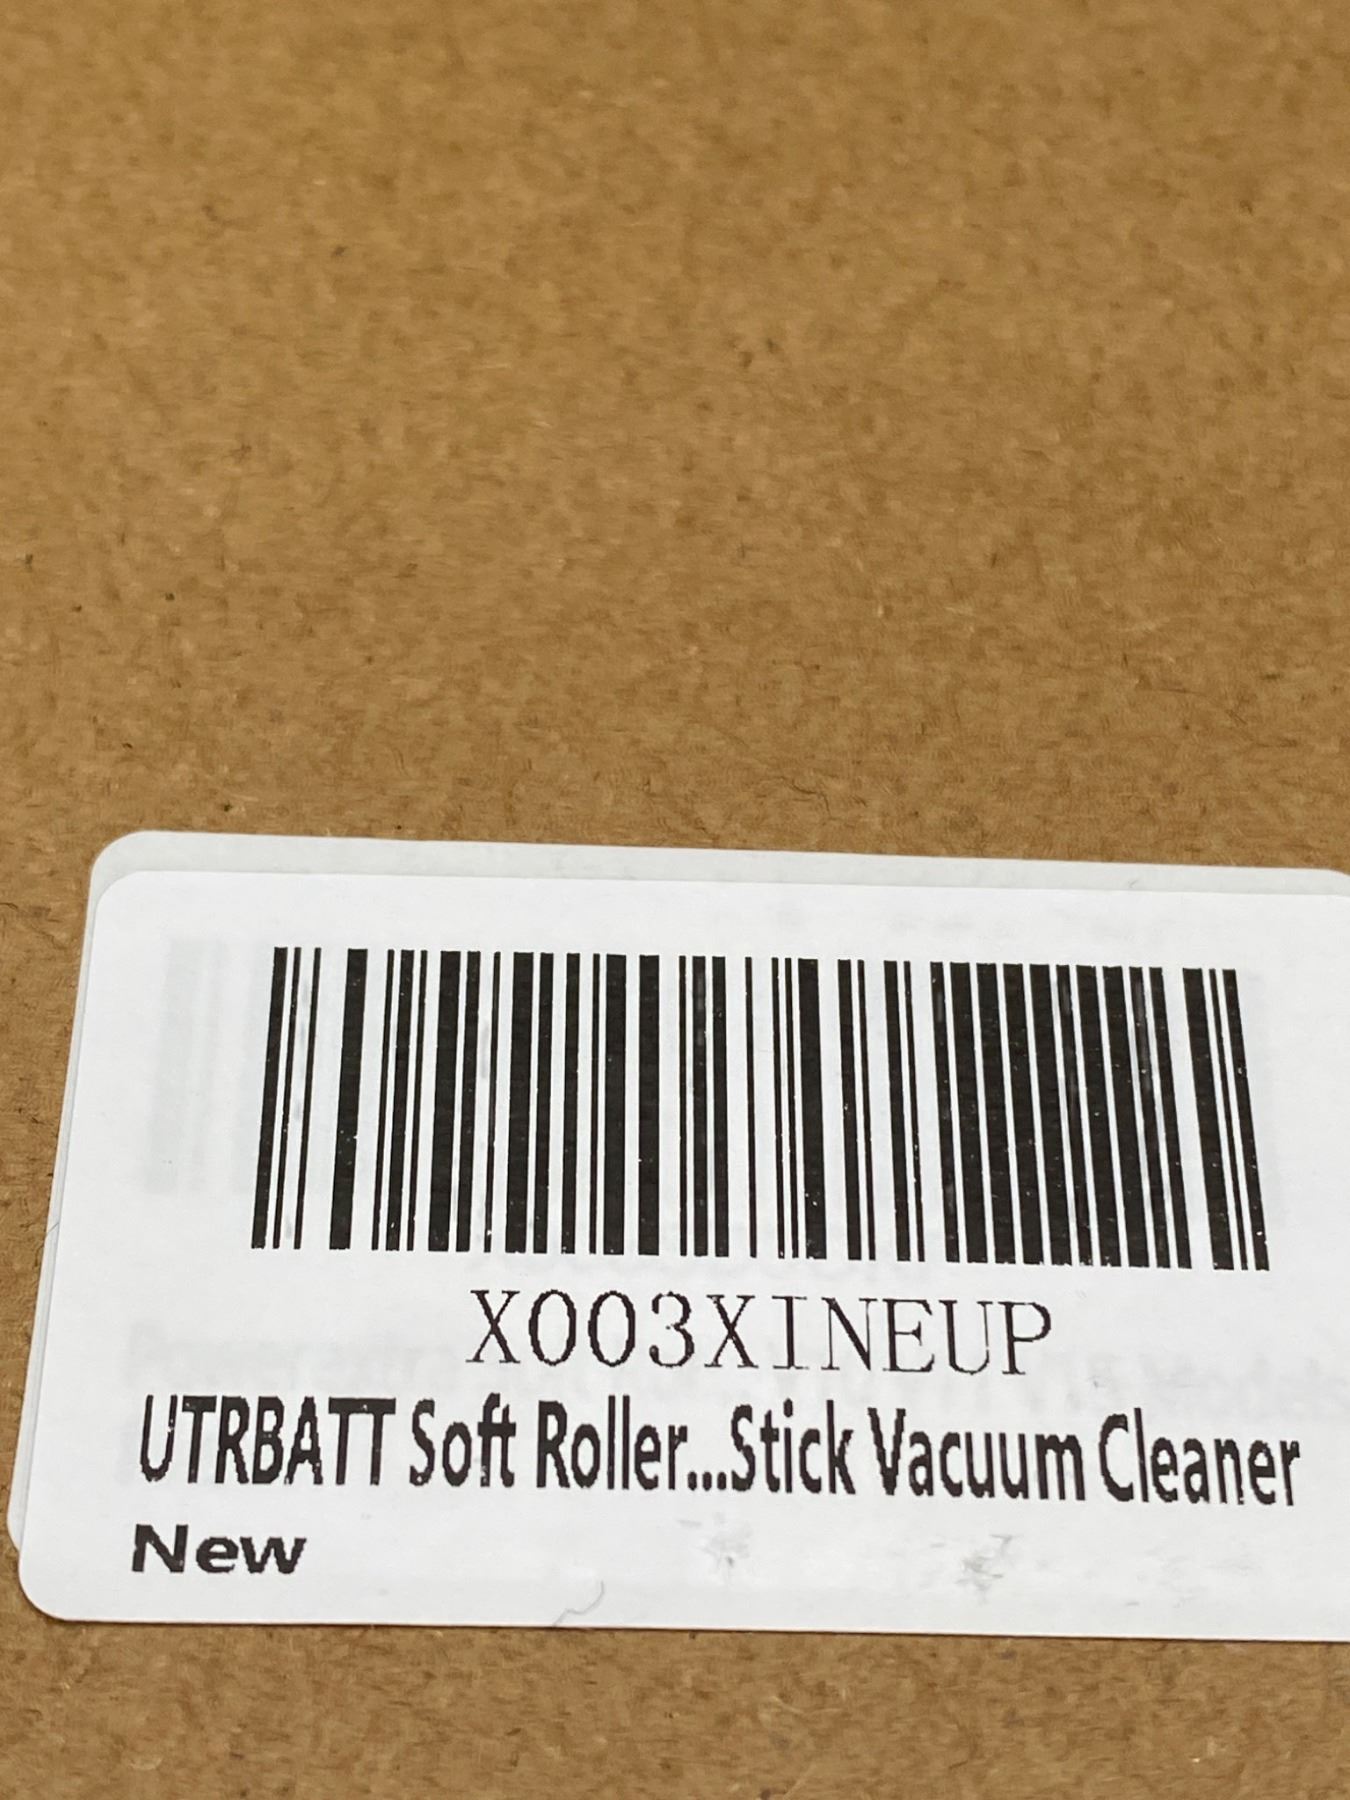 X003XINEUP
UTRBATT Soft Roller...Stick Vacuum Cleaner
New